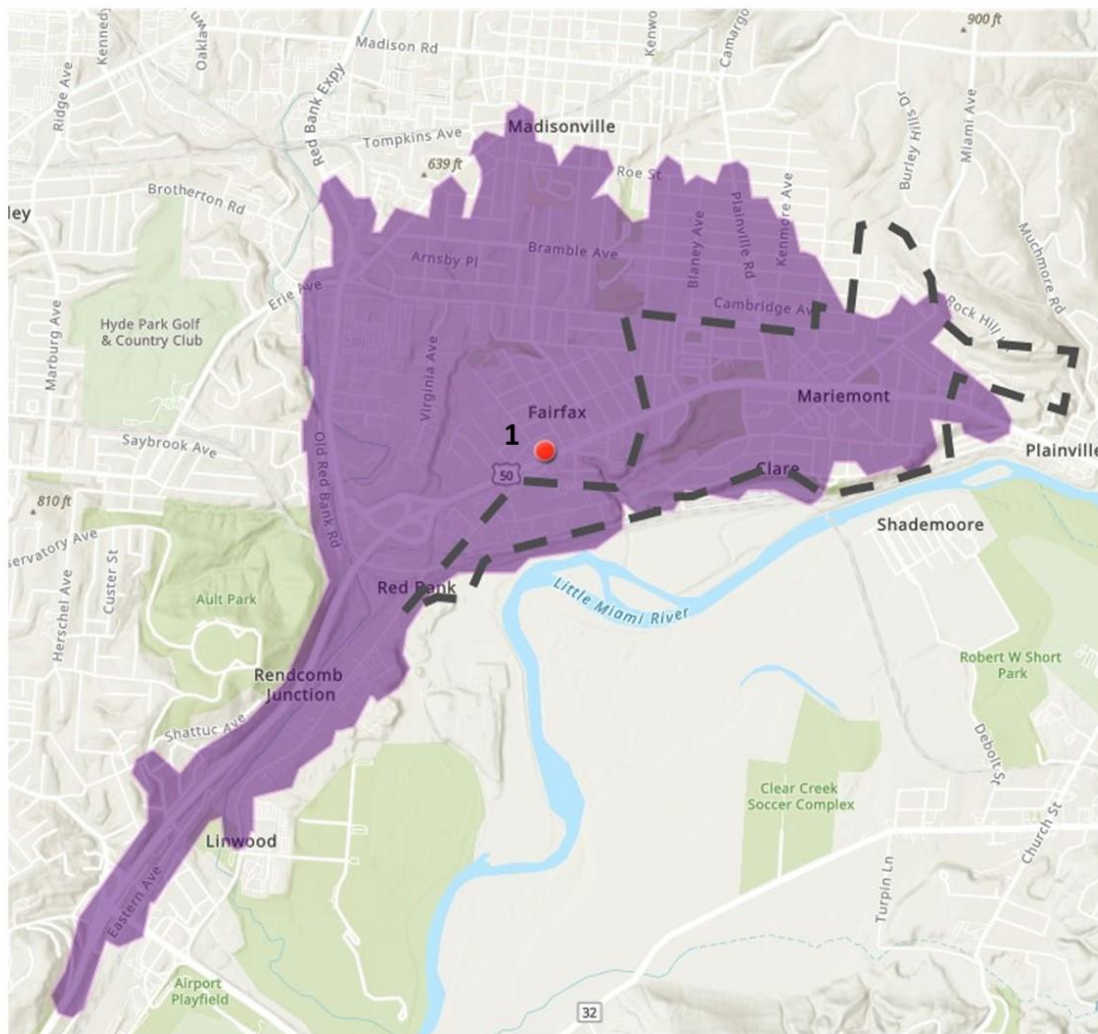 900 ft
Kennedy
Oaklawn
Kenwo
Camargo
Madison Rd
Ridge Ave
Red Bank Expy
Tompkins Ave
Madisonville
639 ft
Roe St
Burley Hills Dr
Miami Ave
Brotherton Rd
ley
Plainville Rd
Kenmore Ave
Blaney Ave
Bramble Ave
Arnsby Pl
Muchmore Rd
Erie Ave
Cambridge Av
Rock Hill
Hyde Park Golf
& Country Club
Marburg Ave
Virginia Ave
Mariemont
Fairfax
1
Saybrook Ave
Old Red Bank Rd
50
Clare
Plainville
810 ft
Shademoore
servatory Ave
Custer St
Herschel Ave
Red Bank
Ault Park
Little Miami River
Robert W Short
Park
Rendcomb
Junction
Shattuc Ave
Debolt St
Clear Creek
Soccer Complex
Linwood
Church St
Turpin Ln
Eastern Ave
Airport
Playfield
32